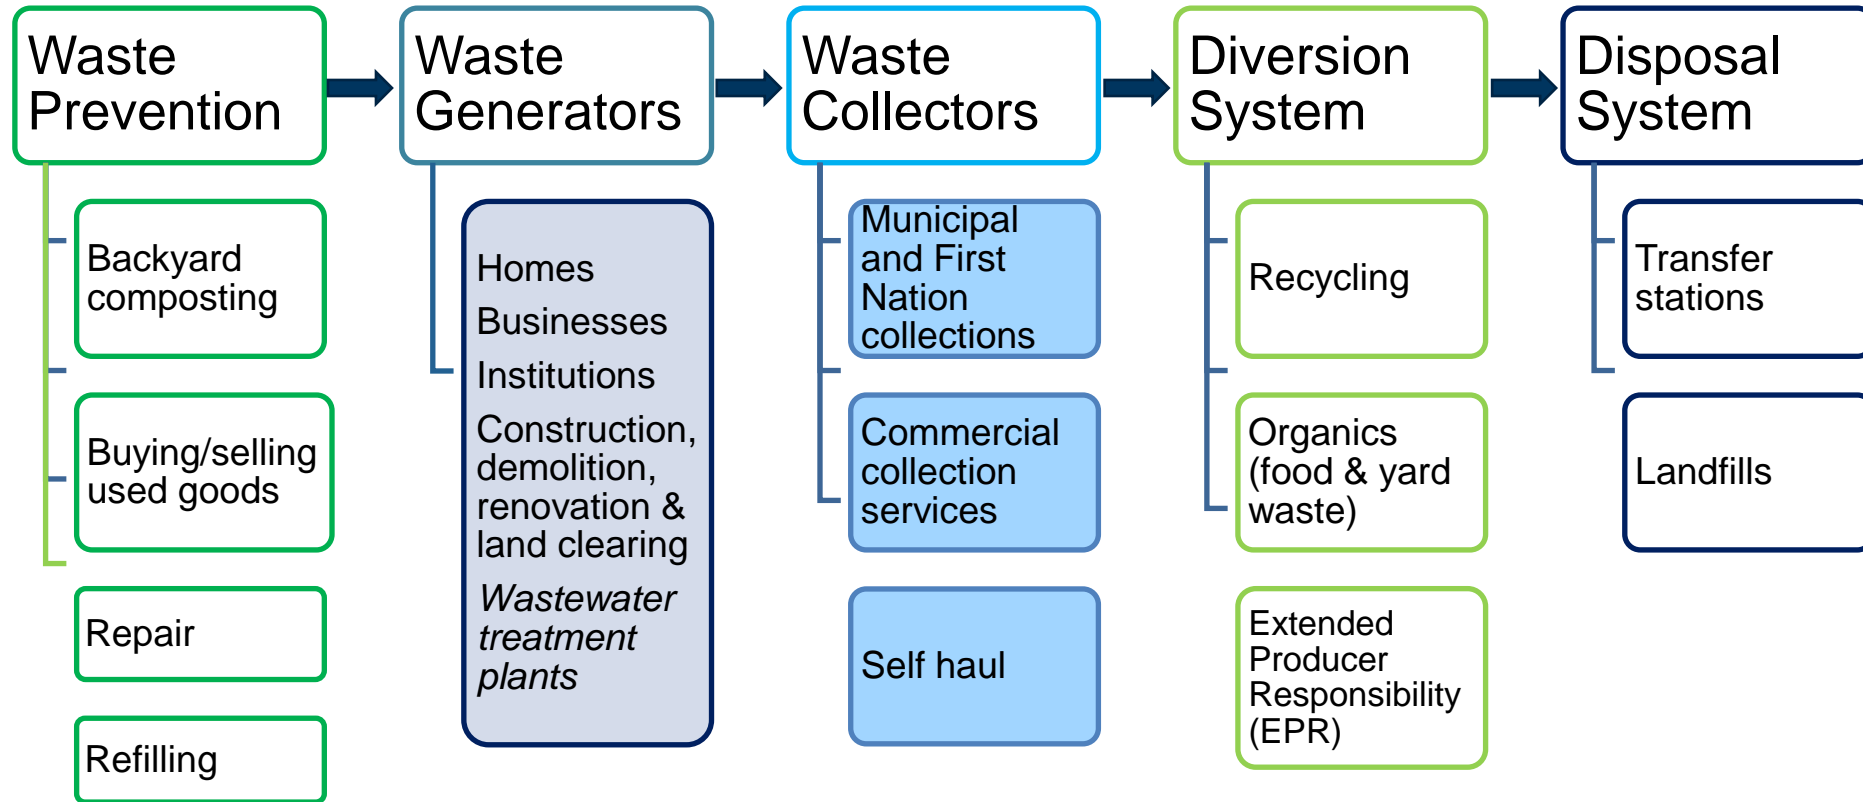 Waste
Prevention
Backyard
composting
Buying/selling
used goods
Repair
Refilling
Waste
Generators
Homes
Businesses
Institutions
Construction,
demolition,
renovation &
land clearing
Wastewater
treatment
plants
Waste
Collectors
Municipal
and First
Nation
collections
Commercial
collection
services
Self haul
Diversion
System
Recycling
Organics
(food & yard
waste)
Extended
Producer
Responsibility
(EPR)
Disposal
System
Transfer
stations
Landfills